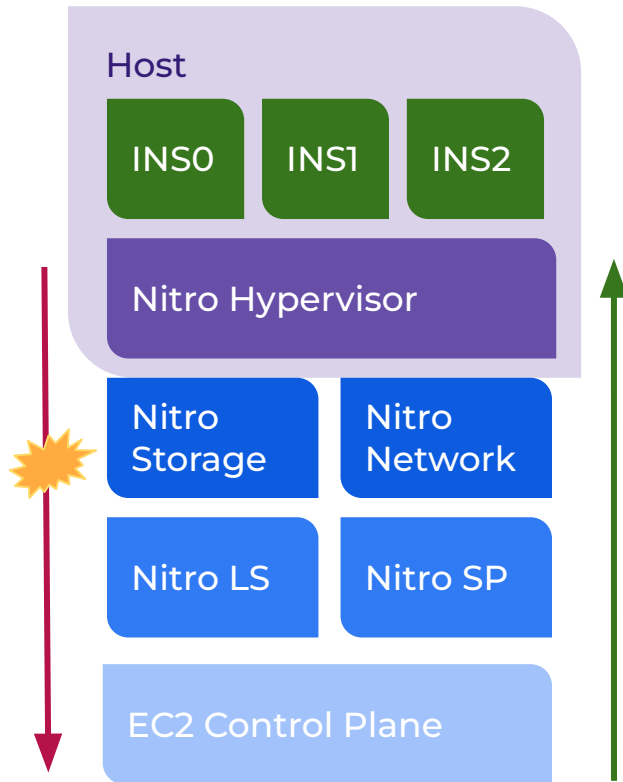 Host
INS0
INS1
INS2
Nitro Hypervisor
Nitro
Storage
Nitro
Network
Nitro LS
Nitro SP
EC2 Control Plane